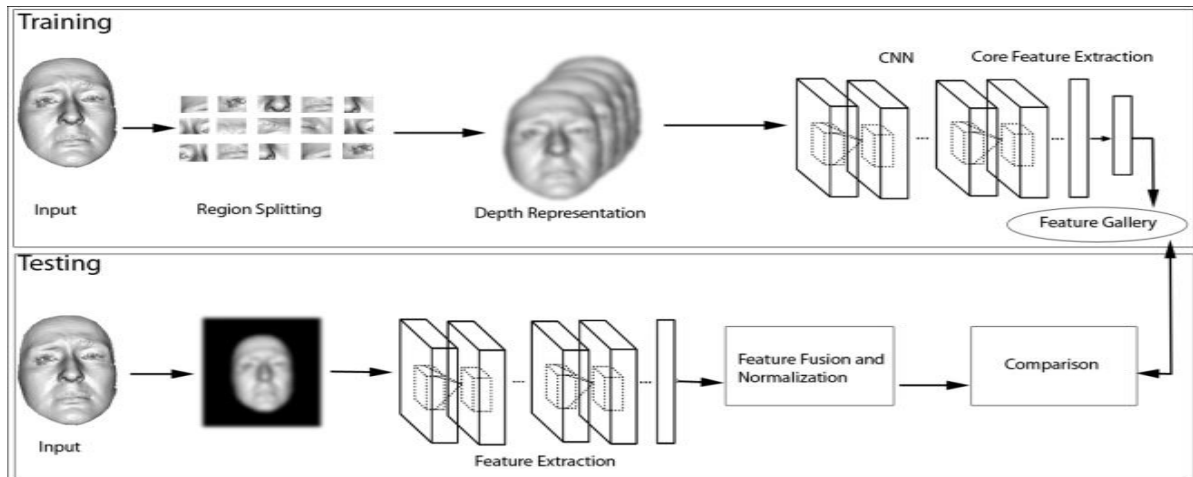 Training
CNN
Core Feature Extraction
Input
Region Splitting
Depth Representation
Feature Gallery
Testing
Feature Fusion and
Normalization
Comparison
Input
Feature Extraction